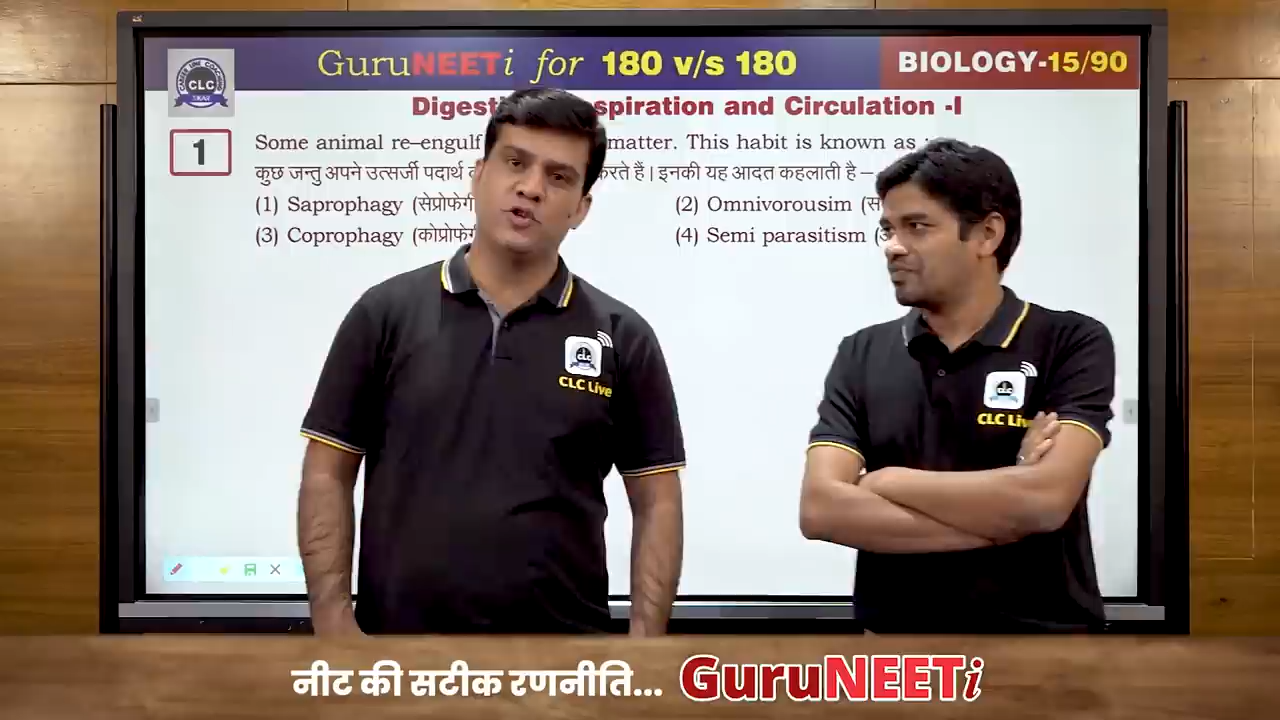 GuruNEETi for 180 v/s 180
BIOLOGY-15/90
CLC
SIKAR
Digesti spiration and Circulation -I
1
Some animal re–engulf matter. This habit is known as
कुछ जन्तु अपने उत्सर्जी पदार्थ करते हैं। इनकी यह आदत कहलाती है –
(1) Saprophagy (सेप्रोफेगी
(2) Omnivorousim
(3) Coprophagy (कोप्रोफेगी
(4) Semi parasitism
CLC Live
CLC Live
नीट की सटीक रणनीति... GuruNEETi